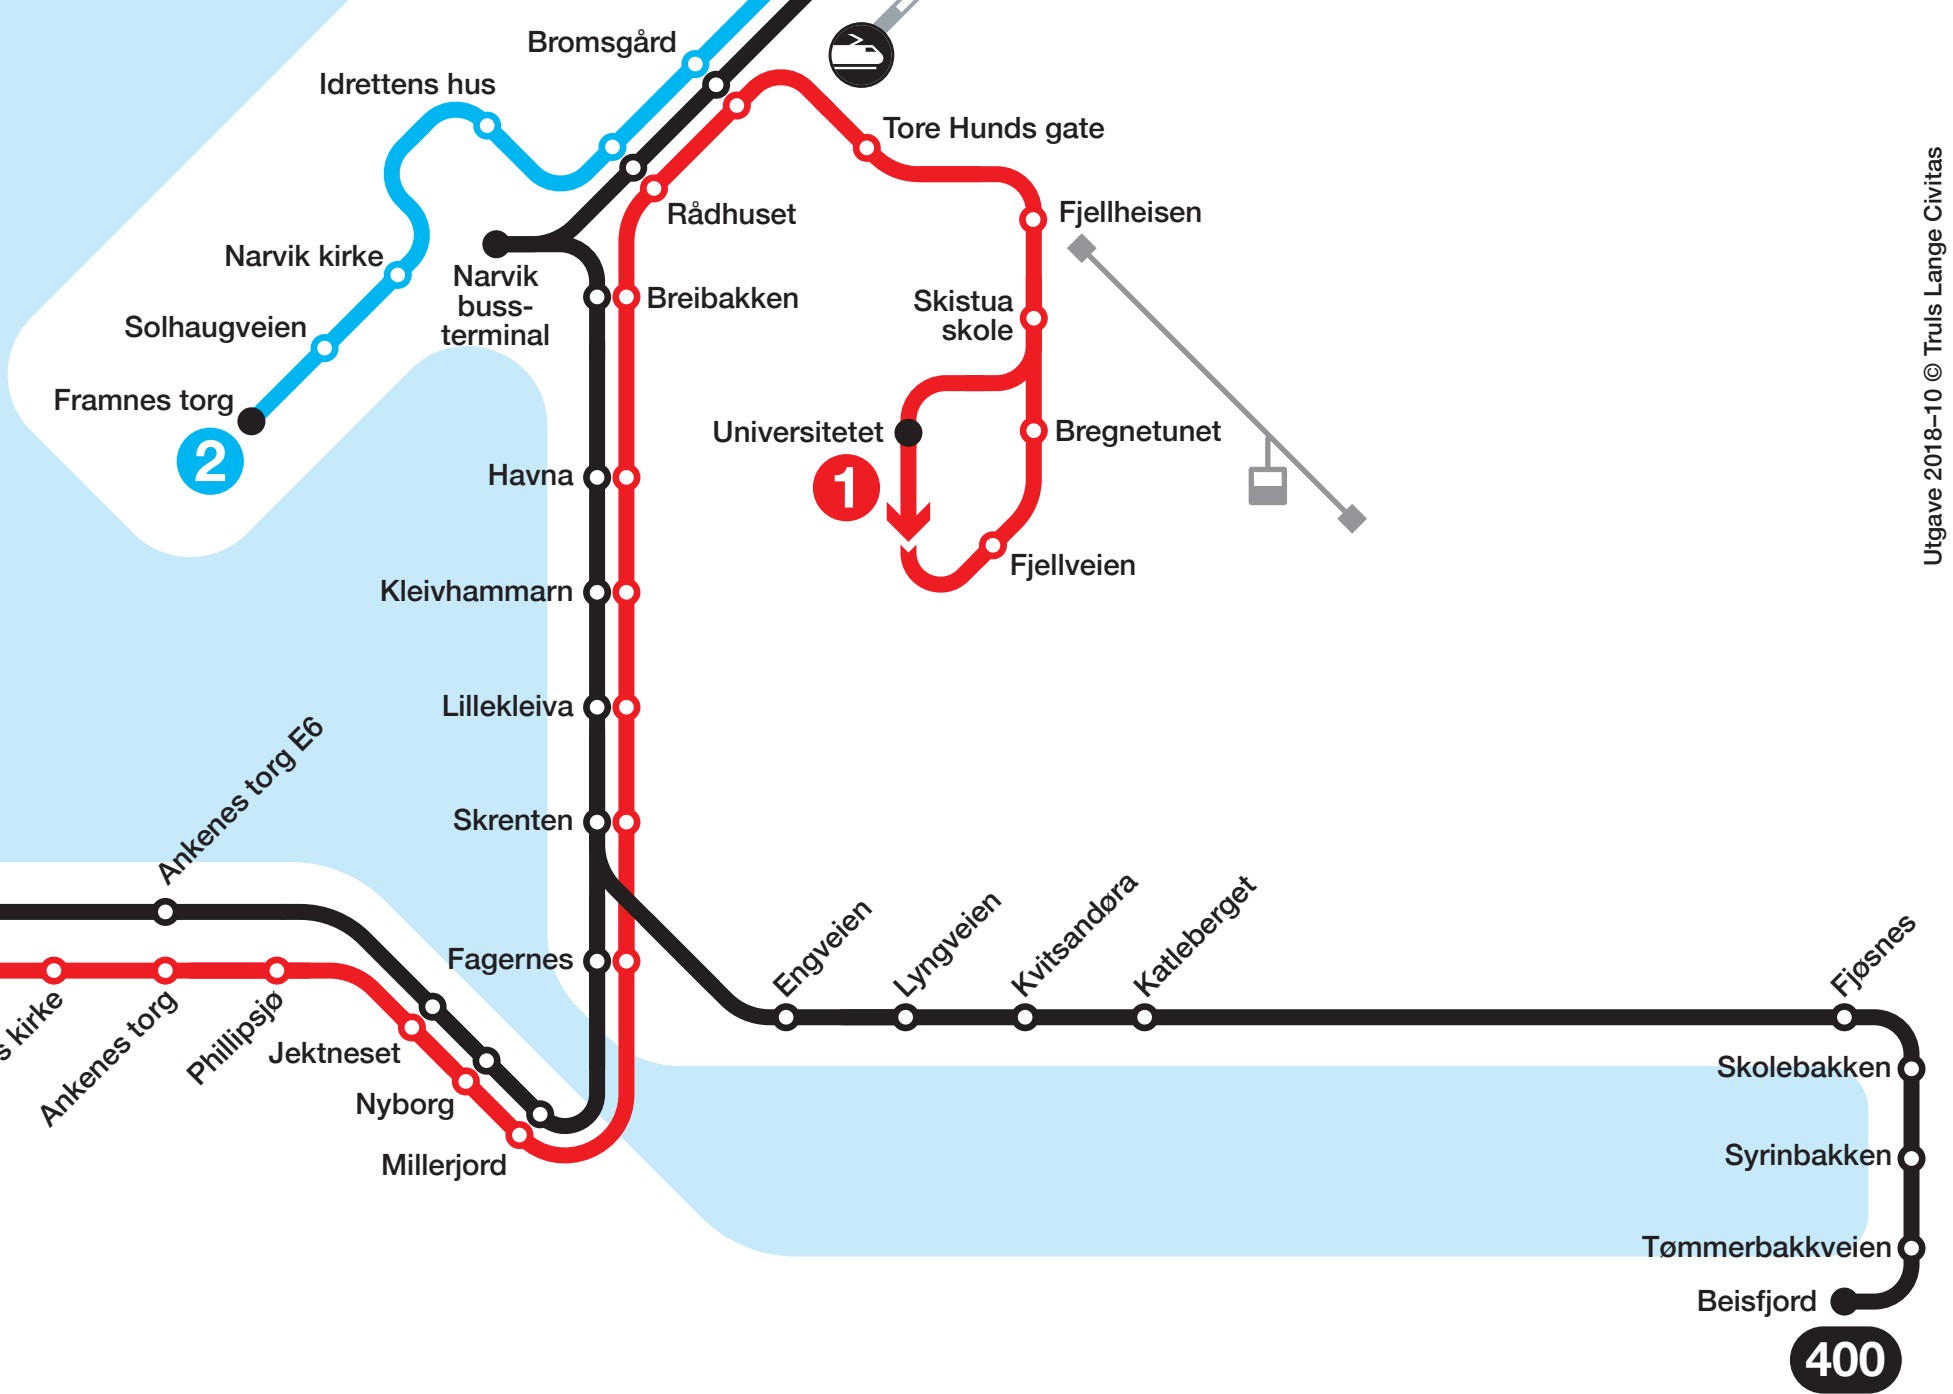 Bromsgård
Idrettens hus
Tore Hunds gate
Rådhuset
Fjellheisen
Narvik kirke
Narvik
buss-
terminal
Breibakken
Skistua
skole
Solhaugveien
Framnes torg
2
Universitetet
1
Bregnetunet
Havna
Fjellveien
Kleivhammarn
Lillekleiva
Ankenes torg E6
Skrenten
Fagernes
Engveien
Lyngveien
Kvitsandøra
Katleberget
Fjøsnes
s kirke
Ankenes torg
Phillipsjø
Jektneset
Nyborg
Millerjord
Skolebakken
Syrinbakken
Tømmerbakkveien
Beisfjord
400
Utgave 2018–10 © Truls Lange Civitas